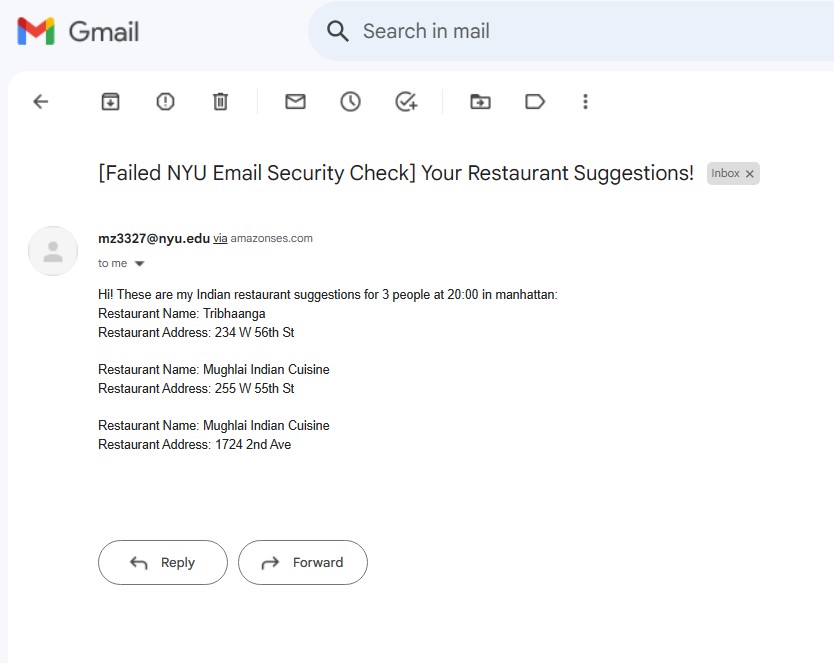 Gmail
Search in mail
[Failed NYU Email Security Check] Your Restaurant Suggestions!
Inbox ×
mz3327@nyu.edu via amazonses.com
to me
Hi! These are my Indian restaurant suggestions for 3 people at 20:00 in manhattan:
Restaurant Name: Tribhaanga
Restaurant Address: 234 W 56th St
Restaurant Name: Mughlai Indian Cuisine
Restaurant Address: 255 W 55th St
Restaurant Name: Mughlai Indian Cuisine
Restaurant Address: 1724 2nd Ave
Reply
Forward